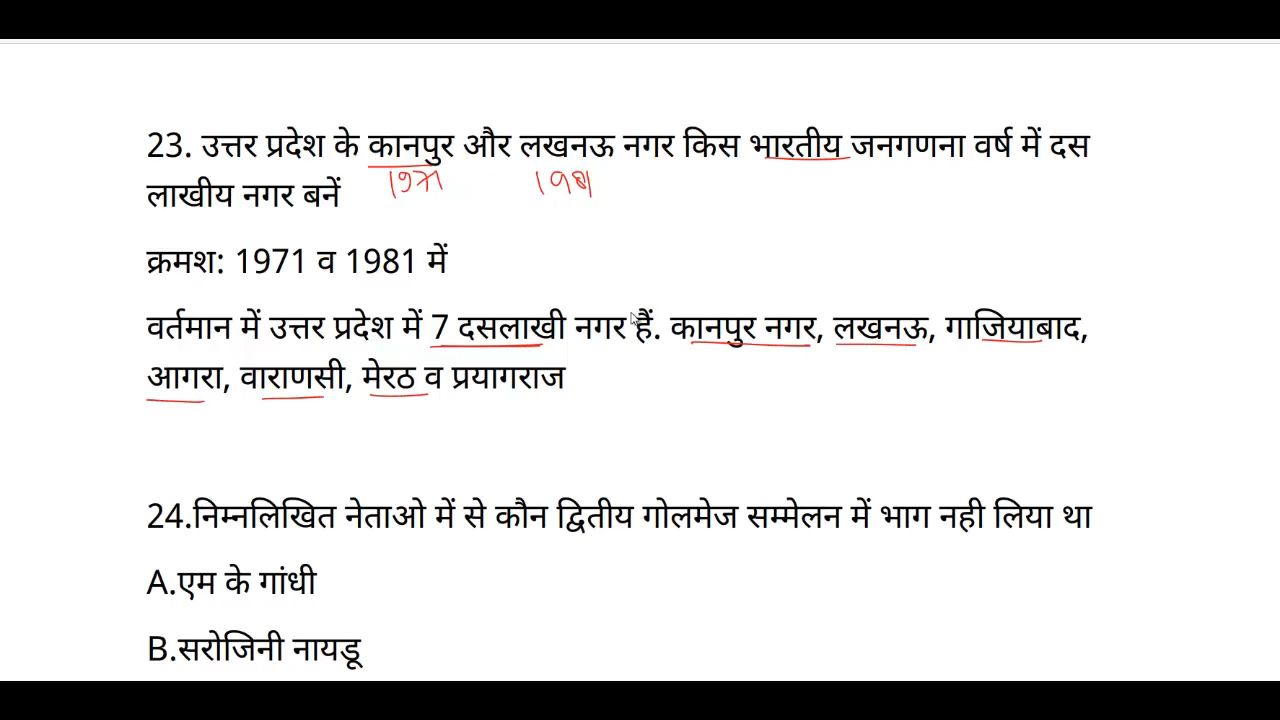 23. उत्तर प्रदेश के कानपुर और लखनऊ नगर किस भारतीय जनगणना वर्ष में दस
1971 1981
लाखीय नगर बनें
क्रमश: 1971 व 1981 में
वर्तमान में उत्तर प्रदेश में 7 दसलाखी नगर हैं. कानपुर नगर, लखनऊ, गाजियाबाद,
आगरा, वाराणसी, मेरठ व प्रयागराज
24.निम्नलिखित नेताओ में से कौन द्वितीय गोलमेज सम्मेलन में भाग नही लिया था
A.एम के गांधी
B.सरोजिनी नायडू